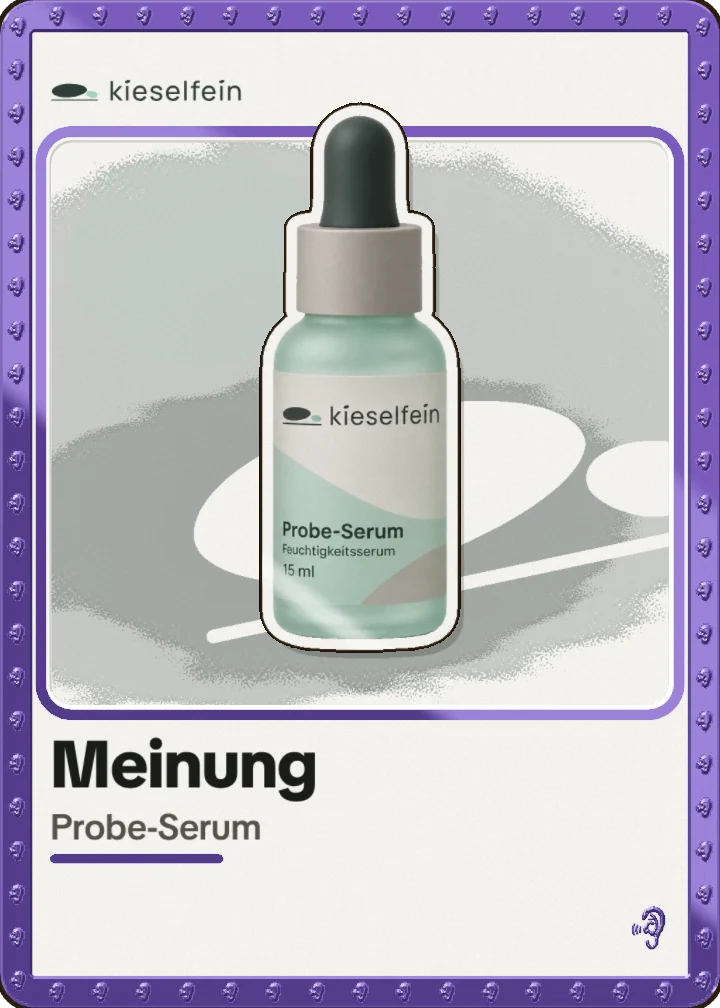 kieselfein
kieselfein
Probe-Serum
Feuchtigkeitsserum
15 ml
Meinung
Probe-Serum